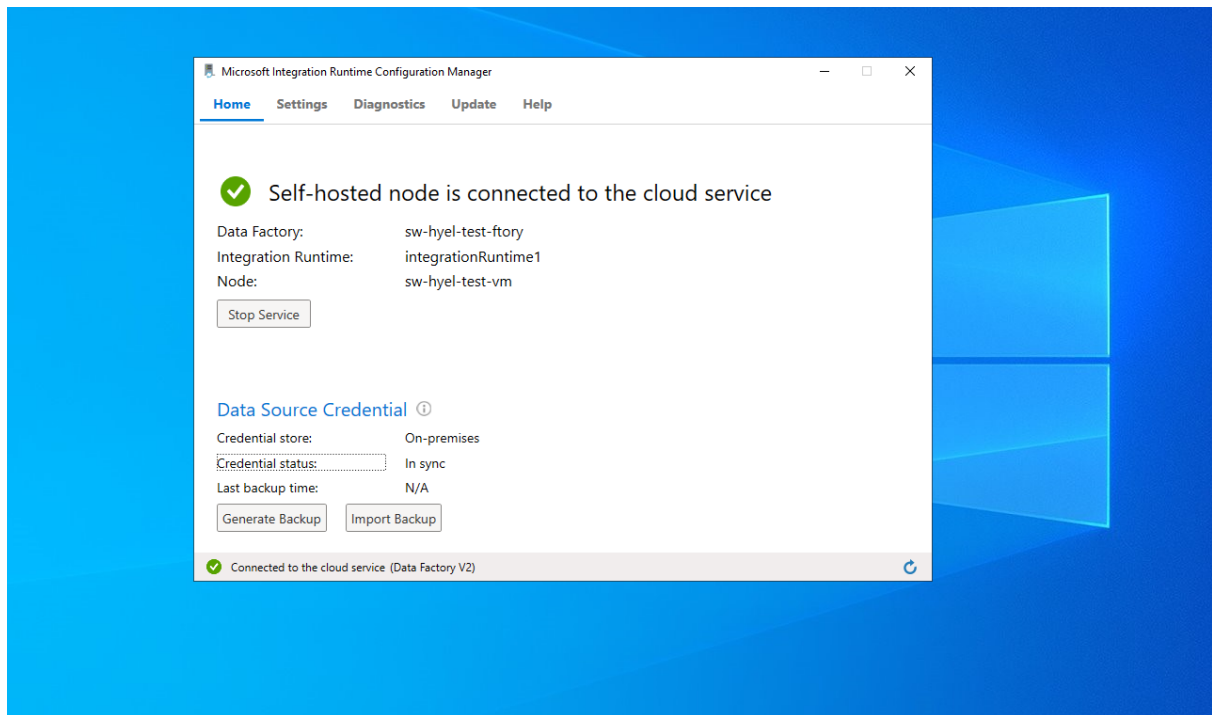 Microsoft Integration Runtime Configuration Manager
Home Settings Diagnostics Update Help
Self-hosted node is connected to the cloud service
Data Factory: sw-hyel-test-ftory
Integration Runtime: integrationRuntime1
Node: sw-hyel-test-vm
Stop Service
Data Source Credential
Credential store: On-premises
Credential status: In sync
Last backup time: N/A
Generate Backup Import Backup
Connected to the cloud service (Data Factory V2)